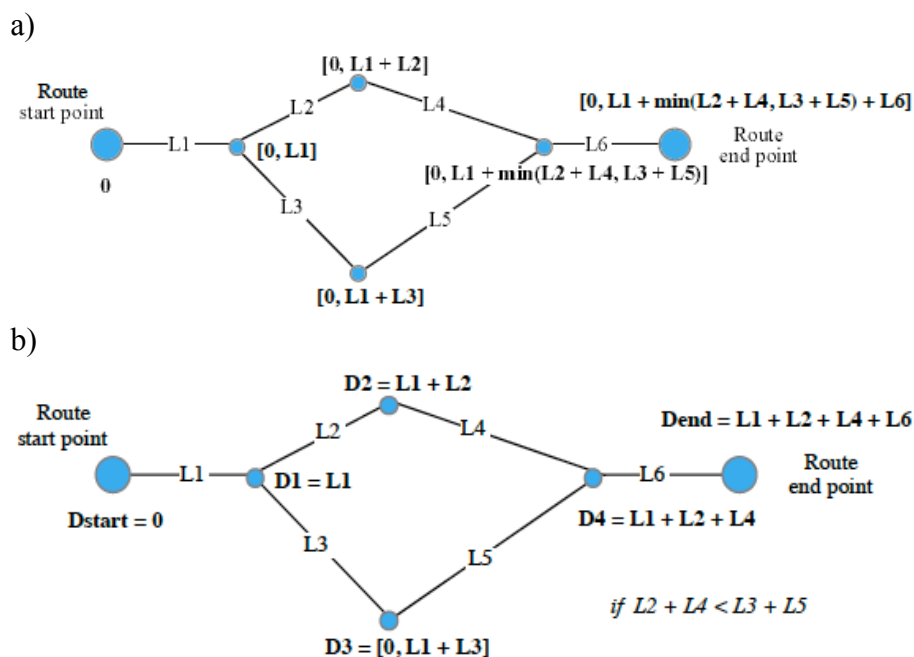 a)
[0, L1 + L2]
Route
start point
L2
L4
[0, L1 + min(L2 + L4, L3 + L5) + L6]
L1
[0, L1]
L6
Route
end point
0
[0, L1 + min(L2 + L4, L3 + L5)]
L3
L5
[0, L1 + L3]
b)
D2 = L1 + L2
Route
start point
L2
L4
Dend = L1 + L2 + L4 + L6
L1
D1 = L1
L6
Route
end point
Dstart = 0
D4 = L1 + L2 + L4
L3
L5
if L2 + L4 < L3 + L5
D3 = [0, L1 + L3]